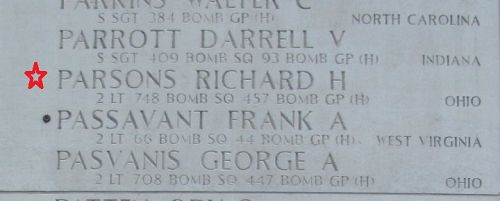 PARKINS WALTER C
S SGT 384 BOMB GP (H) NORTH CAROLINA
PARROTT DARRELL V
S SGT 409 BOMB SQ 93 BOMB GP (H) INDIANA
PARSONS RICHARD H
2 LT 748 BOMB SQ 457 BOMB GP (H) OHIO
PASSAVANT FRANK A
2 LT 66 BOMB SQ 44 BOMB GP (H) WEST VIRGINIA
PASVANIS GEORGE A
2 LT 708 BOMB SQ 447 BOMB GP (H) OHIO